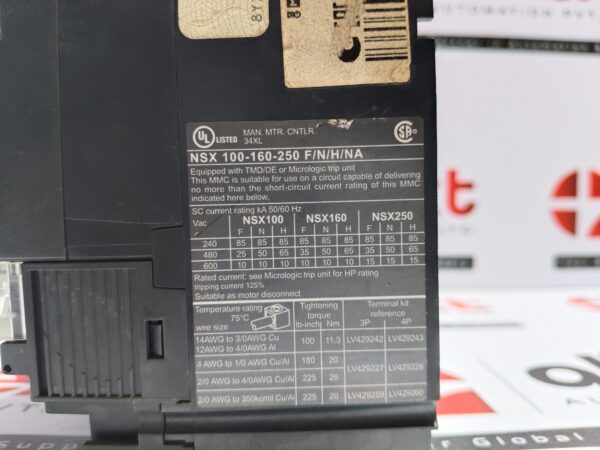 8Y
UL LISTED MAN. MTR. CNTLR.
34XL
NSX 100-160-250 F/N/H/NA
Equipped with TMD/DE or Micrologic trip unit
This MMC is suitable for use on a circuit capable of delivering
no more than the short-circuit current rating of this MMC
indicated here below,
SC current rating kA 50/60 Hz
Vac NSX100 NSX160 NSX250
F N H F N H F N H
240 85 85 85 85 85 85 85 85 85
480 25 50 65 35 50 65 35 50 65
600 10 10 10 10 10 10 15 15 15
Rated current: see Micrologic trip unit for HP rating
tripping current 125%
Suitable as motor disconnect
Temperature rating 75°C wire size Tightening torque lb-inch Nm Terminal kit reference 3P 4P
14AWG to 3/0AWG Cu
12AWG to 4/0AWG Al 100 11,3 LV429242 LV429243
4 AWG to 1/0 AWG Cu/Al 180 20 LV429227 LV429228
2/0 AWG to 4/0AWG Cu/Al 225 26
2/0 AWG to 350kcmil Cu/Al 225 26 LV429259 LV429260
Global